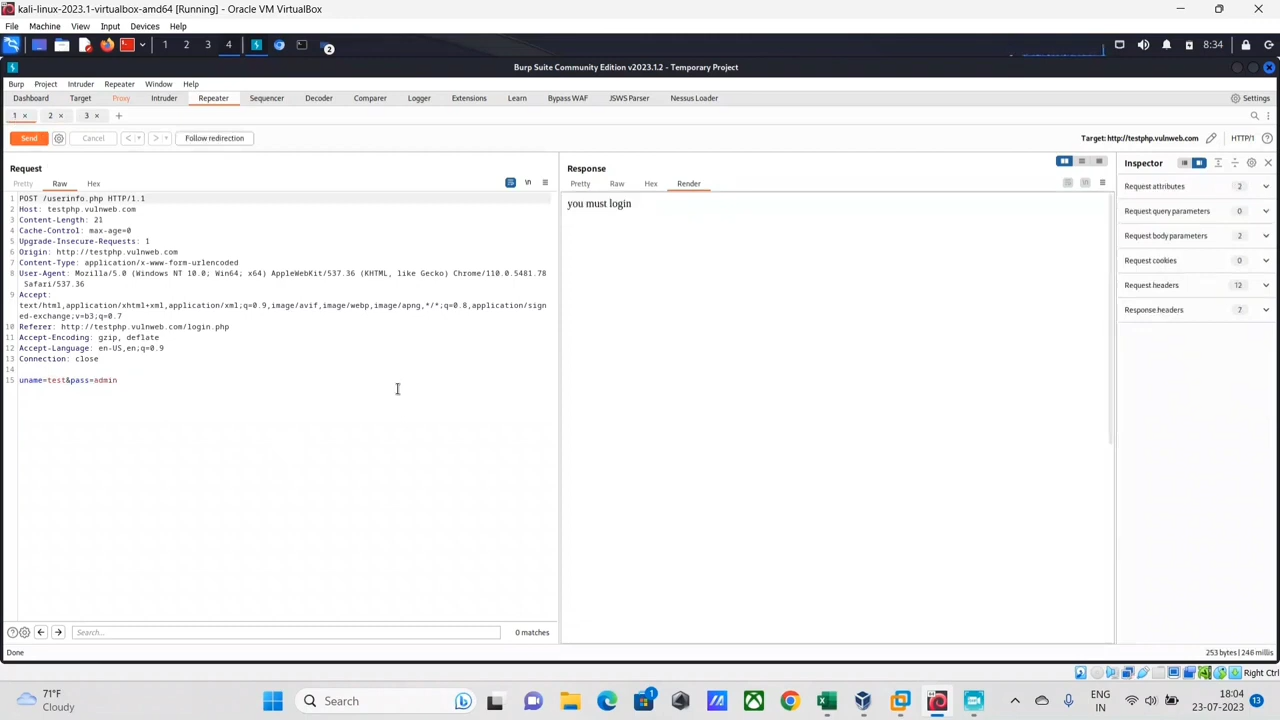 kali-linux-2023.1-virtualbox-amd64 [Running] - Oracle VM VirtualBox
File Machine View Input Devices Help
1 2 3 4 2 8:34
Burp Suite Community Edition v2023.1.2 - Temporary Project
Burp Project Intruder Repeater Window Help
Dashboard Target Proxy Intruder Repeater Sequencer Decoder Comparer Logger Extensions Learn Bypass WAF JSWS Parser Nessus Loader Settings
1 × 2 × 3 × +
Send Cancel < > Follow redirection Target: http://testphp.vulnweb.com HTTP/1
Request
Pretty Raw Hex \n
1 POST /userinfo.php HTTP/1.1
2 Host: testphp.vulnweb.com
3 Content-Length: 21
4 Cache-Control: max-age=0
5 Upgrade-Insecure-Requests: 1
6 Origin: http://testphp.vulnweb.com
7 Content-Type: application/x-www-form-urlencoded
8 User-Agent: Mozilla/5.0 (Windows NT 10.0; Win64; x64) AppleWebKit/537.36 (KHTML, like Gecko) Chrome/110.0.5481.78
Safari/537.36
9 Accept:
text/html,application/xhtml+xml,application/xml;q=0.9,image/avif,image/webp,image/apng,*/*;q=0.8,application/sign
ed-exchange;v=b3;q=0.7
10 Referer: http://testphp.vulnweb.com/login.php
11 Accept-Encoding: gzip, deflate
12 Accept-Language: en-US,en;q=0.9
13 Connection: close
14
15 uname=test&pass=admin
Search... 0 matches
Response
Pretty Raw Hex Render \n
you must login
Inspector
Request attributes 2
Request query parameters 0
Request body parameters 2
Request cookies 0
Request headers 12
Response headers 7
Done 253 bytes | 246 millis
Right Ctrl
71°F
Cloudy
Search
1
ENG
IN
18:04
23-07-2023
13